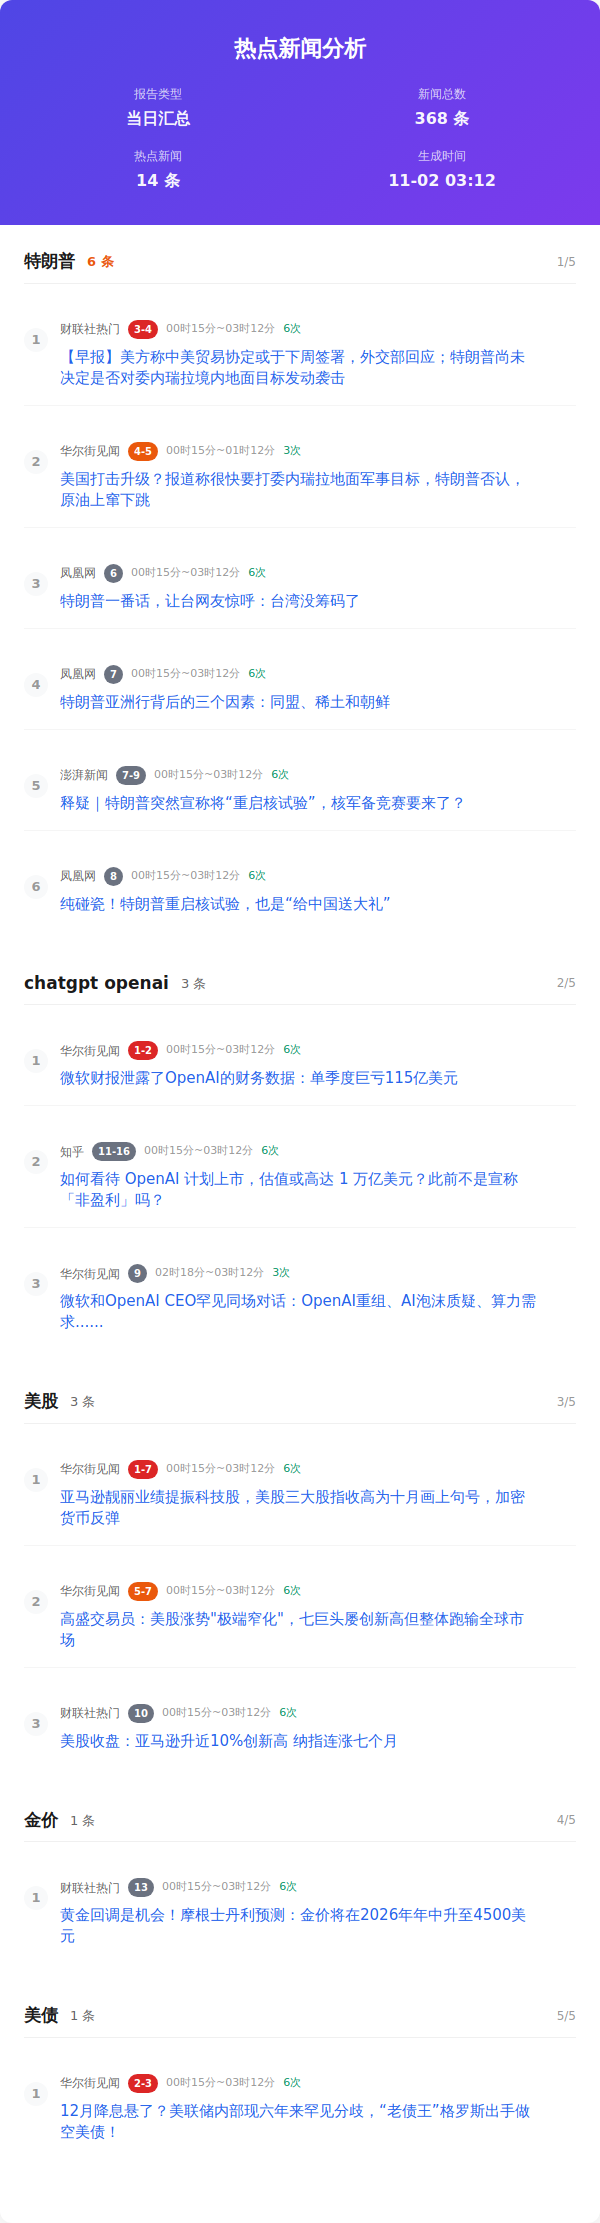 热点新闻分析
报告类型
新闻总数
当日汇总
368 条
热点新闻
生成时间
14 条
11-02 03:12
特朗普 6 条 1/5
1 财联社热门 3-4 00时15分~03时12分 6次
【早报】美方称中美贸易协定或于下周签署，外交部回应；特朗普尚未
决定是否对委内瑞拉境内地面目标发动袭击
2 华尔街见闻 4-5 00时15分~01时12分 3次
美国打击升级？报道称很快要打委内瑞拉地面军事目标，特朗普否认，
原油上窜下跳
3 凤凰网 6 00时15分~03时12分 6次
特朗普一番话，让台网友惊呼：台湾没筹码了
4 凤凰网 7 00时15分~03时12分 6次
特朗普亚洲行背后的三个因素：同盟、稀土和朝鲜
5 澎湃新闻 7-9 00时15分~03时12分 6次
释疑｜特朗普突然宣称将“重启核试验”，核军备竞赛要来了？
6 凤凰网 8 00时15分~03时12分 6次
纯碰瓷！特朗普重启核试验，也是“给中国送大礼”
chatgpt openai 3 条 2/5
1 华尔街见闻 1-2 00时15分~03时12分 6次
微软财报泄露了OpenAI的财务数据：单季度巨亏115亿美元
2 知乎 11-16 00时15分~03时12分 6次
如何看待 OpenAI 计划上市，估值或高达 1 万亿美元？此前不是宣称
「非盈利」吗？
3 华尔街见闻 9 02时18分~03时12分 3次
微软和OpenAI CEO罕见同场对话：OpenAI重组、AI泡沫质疑、算力需
求......
美股 3 条 3/5
1 华尔街见闻 1-7 00时15分~03时12分 6次
亚马逊靓丽业绩提振科技股，美股三大股指收高为十月画上句号，加密
货币反弹
2 华尔街见闻 5-7 00时15分~03时12分 6次
高盛交易员：美股涨势"极端窄化"，七巨头屡创新高但整体跑输全球市
场
3 财联社热门 10 00时15分~03时12分 6次
美股收盘：亚马逊升近10%创新高 纳指连涨七个月
金价 1 条 4/5
1 财联社热门 13 00时15分~03时12分 6次
黄金回调是机会！摩根士丹利预测：金价将在2026年年中升至4500美
元
美债 1 条 5/5
1 华尔街见闻 2-3 00时15分~03时12分 6次
12月降息悬了？美联储内部现六年来罕见分歧，“老债王”格罗斯出手做
空美债！